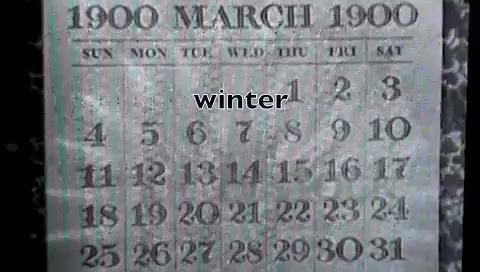 1900 MARCH 1900
SUN MON TUE WED THU FRI SAT
1 2 3
winter
4 5 6 7 8 9 10
11 12 13 14 15 16 17
18 19 20 21 22 23 24
25 26 27 28 29 30 31